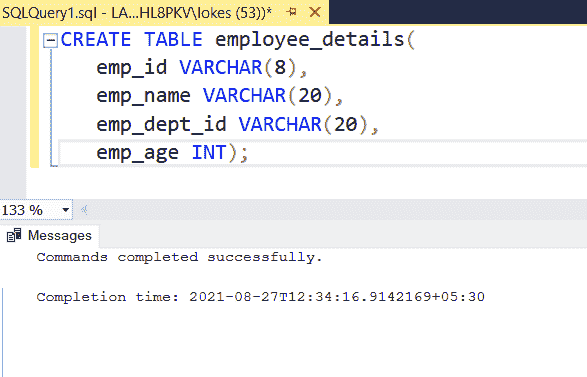 SQLQuery1.sql - LA...HL8PKV\lokes (53))*
CREATE TABLE employee_details(
emp_id VARCHAR(8),
emp_name VARCHAR(20),
emp_dept_id VARCHAR(20),
emp_age INT);
133 %
Messages
Commands completed successfully.
Completion time: 2021-08-27T12:34:16.9142169+05:30